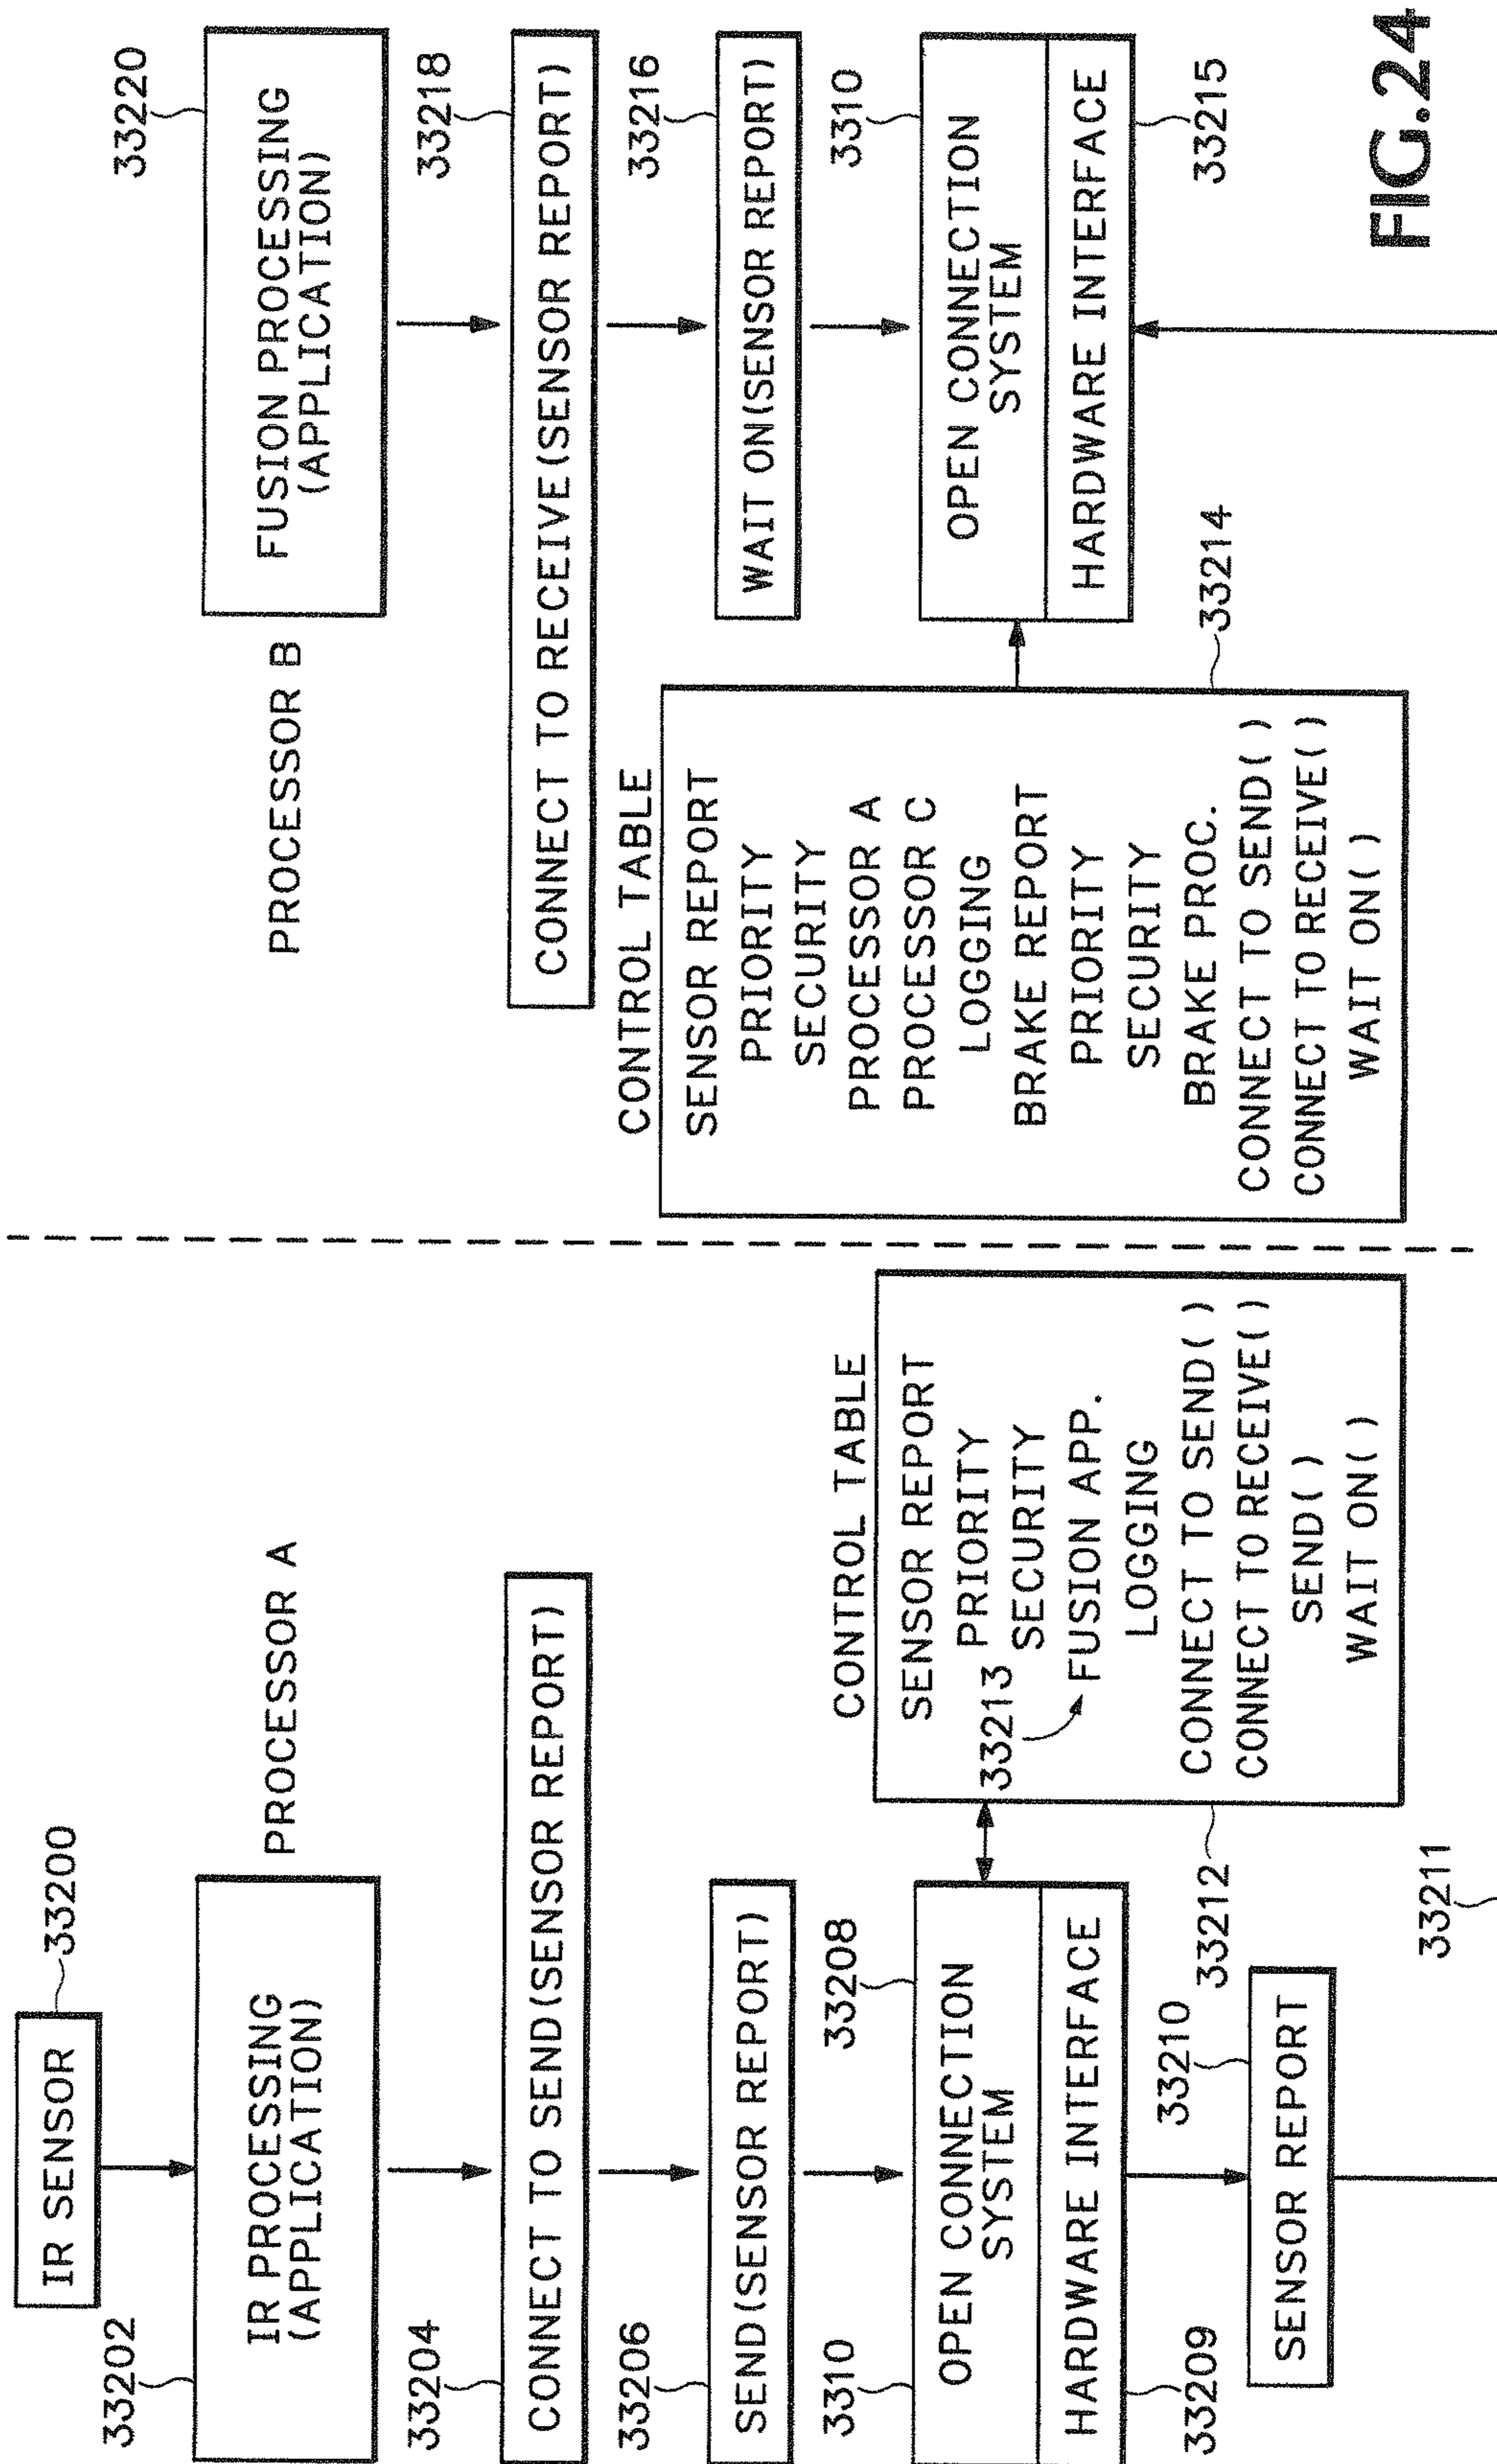 IR SENSOR
33200
33202
IR PROCESSING
(APPLICATION)
PROCESSOR A
33204
CONNECT TO SEND(SENSOR REPORT)
33206
SEND(SENSOR REPORT)
3310
33208
OPEN CONNECTION
SYSTEM
HARDWARE INTERFACE
33209
33210
SENSOR REPORT
33211
33212
CONTROL TABLE
SENSOR REPORT
PRIORITY
SECURITY
33213
FUSION APP.
LOGGING
CONNECT TO SEND( )
CONNECT TO RECEIVE( )
SEND( )
WAIT ON( )
PROCESSOR B
33220
FUSION PROCESSING
(APPLICATION)
33218
CONNECT TO RECEIVE(SENSOR REPORT)
33216
WAIT ON(SENSOR REPORT)
3310
OPEN CONNECTION
SYSTEM
HARDWARE INTERFACE
33215
CONTROL TABLE
SENSOR REPORT
PRIORITY
SECURITY
PROCESSOR A
PROCESSOR C
LOGGING
BRAKE REPORT
PRIORITY
SECURITY
BRAKE PROC.
CONNECT TO SEND( )
CONNECT TO RECEIVE( )
WAIT ON( )
33214
FIG.24